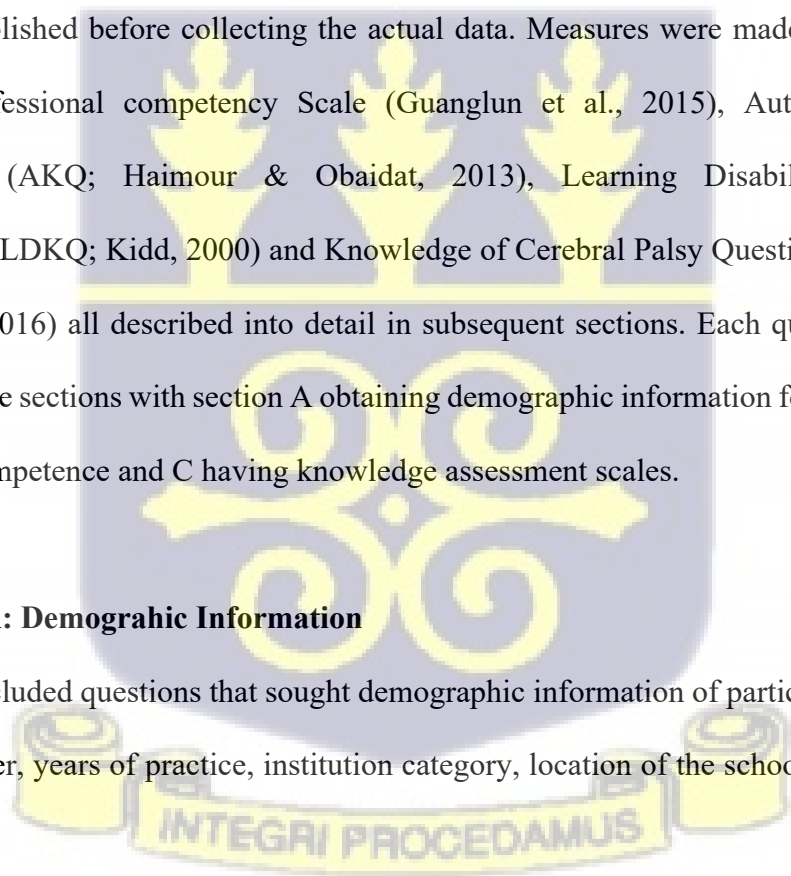 lished before collecting the actual data. Measures were made
fessional competency Scale (Guanglun et al., 2015), Aut
(AKQ; Haimour & Obaidat, 2013), Learning Disabil
LDKQ; Kidd, 2000) and Knowledge of Cerebral Palsy Questi
016) all described into detail in subsequent sections. Each qu
e sections with section A obtaining demographic information f
mpetence and C having knowledge assessment scales.
: Demograhic Information
cluded questions that sought demographic information of partic
er, years of practice, institution category, location of the schoo
INTEGRI PROCEDAMUS